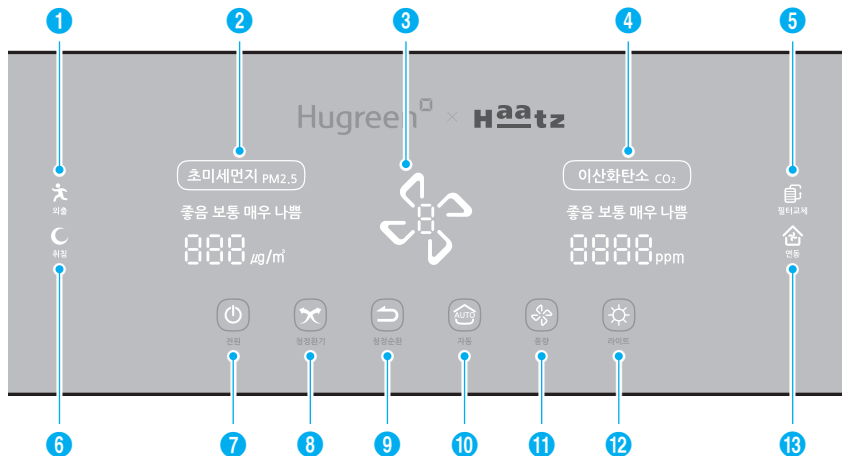 1 2 3 4 5
Hugreen × Haatz
초미세먼지 PM2.5
이산화탄소 CO₂
외출
좋음 보통 매우 나쁨
좋음 보통 매우 나쁨
필터교체
취침
888 ㎍/㎥
8
8888 ppm
연동
AUTO
전원 청정환기 청정순환 자동 풍량 라이트
6 7 8 9 10 11 12 13